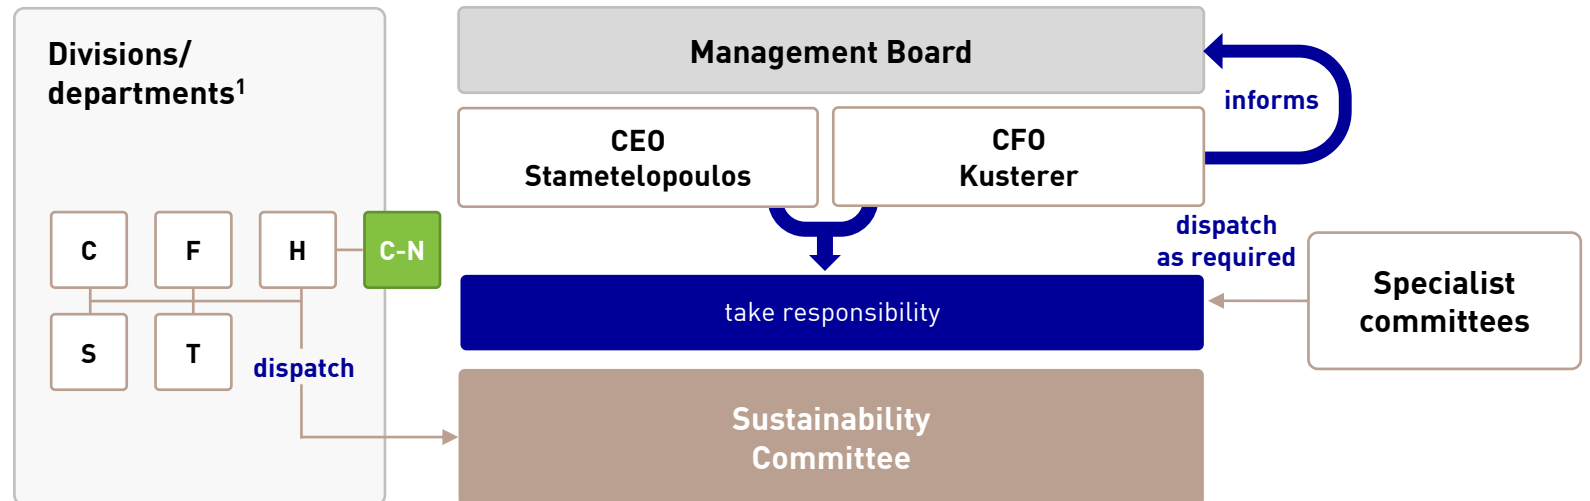 Divisions/
departments¹
C
F
H
C-N
S
T
dispatch
Management Board
CEO
Stametelopoulos
CFO
Kusterer
informs
take responsibility
dispatch
as required
Specialist
committees
Sustainability
Committee